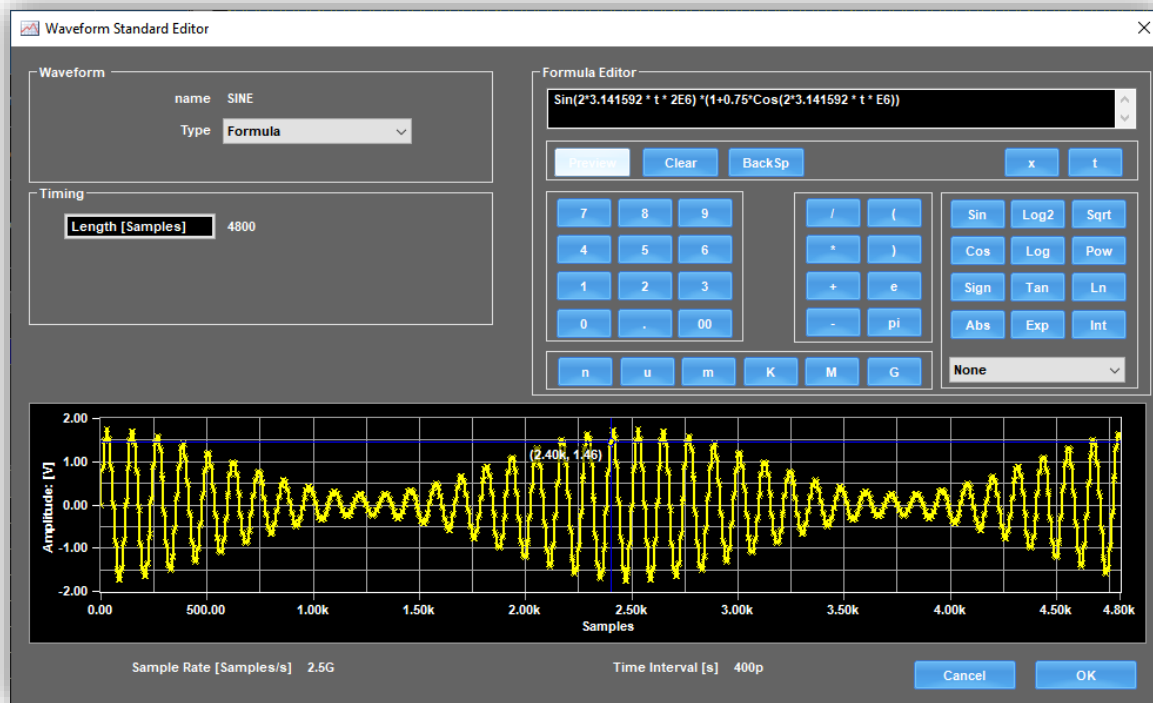 Waveform Standard Editor
Waveform
name SINE
Type Formula
Timing
Length [Samples] 4800
Formula Editor
Sin(2*3.141592 * t * 2E6) *(1+0.75*Cos(2*3.141592 * t * E6))
Preview Clear BackSp x t
7 8 9 / ( Sin Log2 Sqrt
4 5 6 * ) Cos Log Pow
1 2 3 + e Sign Tan Ln
0 . 00 - pi Abs Exp Int
n u m K M G None
2.00
1.00
0.00
-1.00
-2.00
Amplitude: [V]
(2.40k, 1.46)
0.00 500.00 1.00k 1.50k 2.00k 2.50k 3.00k 3.50k 4.00k 4.50k 4.80k
Samples
Sample Rate [Samples/s] 2.5G Time Interval [s] 400p Cancel OK